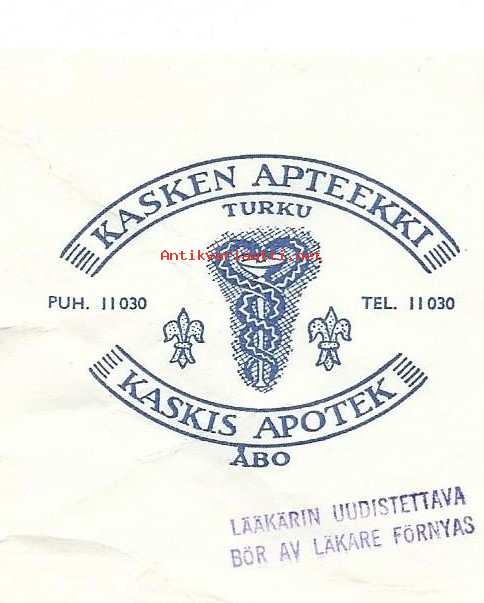 KASKEN APTEEKKI
TURKU
Antikvariaatti.net
PUH. 11030
TEL. 11030
KASKIS APOTEK
ÅBO
LÄÄKÄRIN UUDISTETTAVA
BÖR AV LÄKARE FÖRNYAS